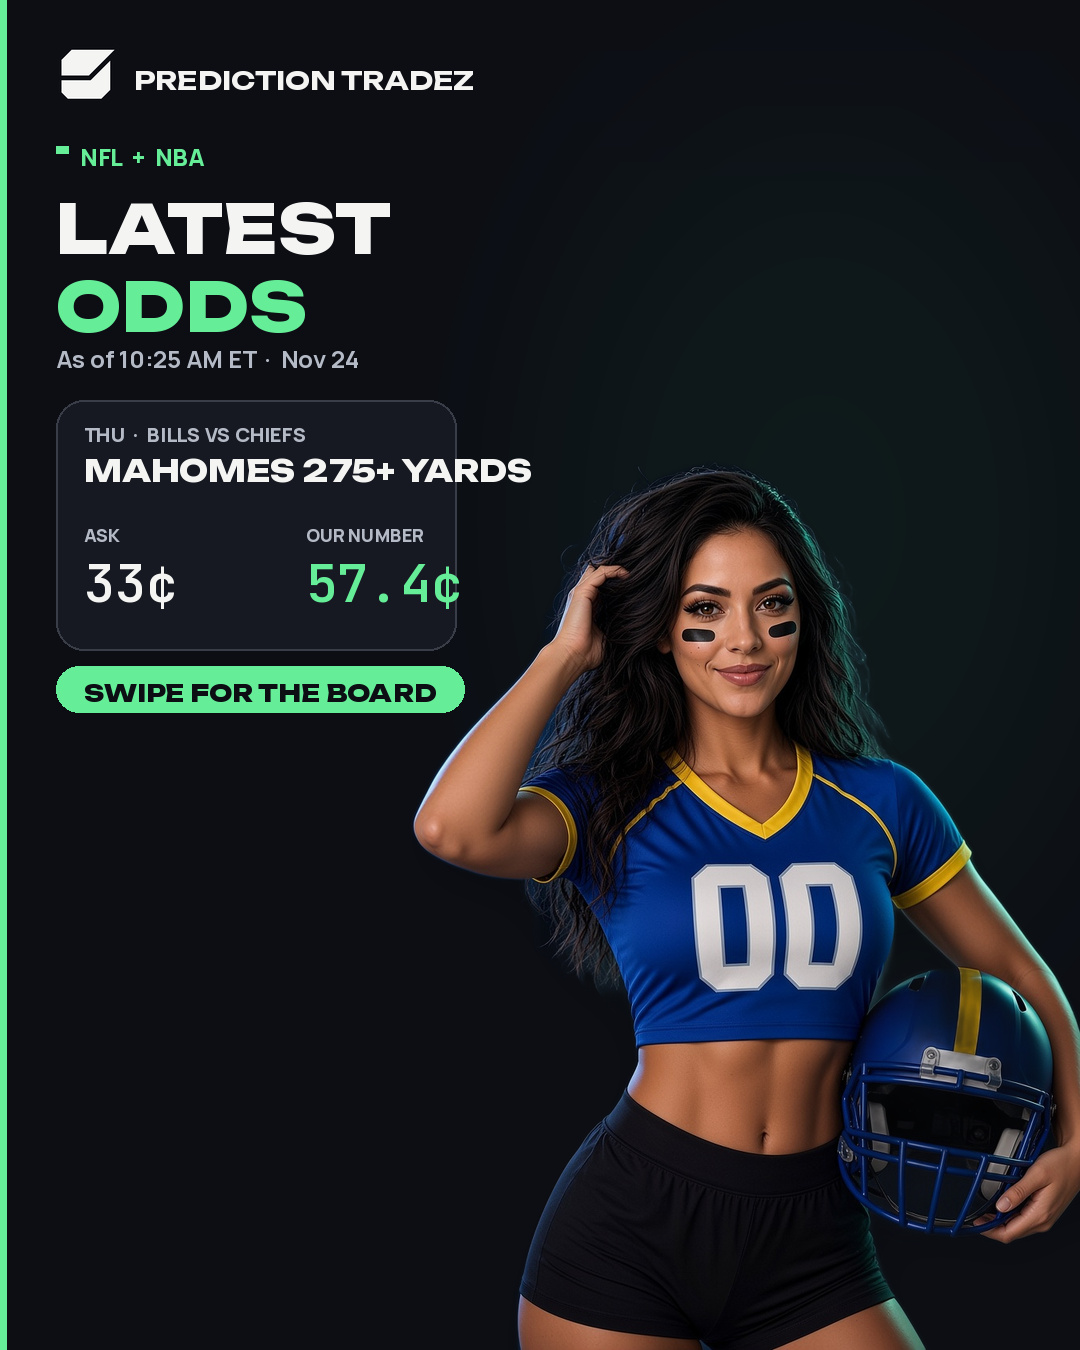 PREDICTION TRADEZ
NFL + NBA
LATEST
ODDS
As of 10:25 AM ET · Nov 24
THU · BILLS VS CHIEFS
MAHOMES 275+ YARDS
ASK
OUR NUMBER
33¢
57.4¢
SWIPE FOR THE BOARD
00